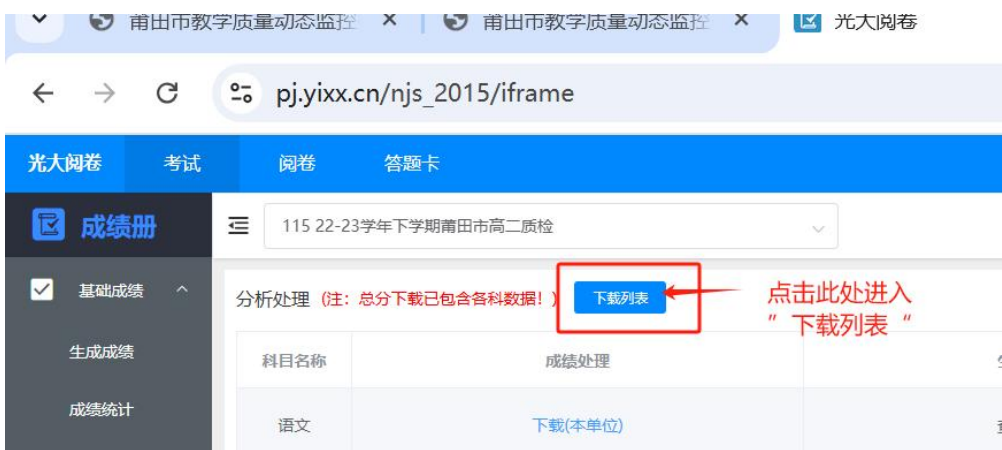 莆田市教学质量动态监控
莆田市教学质量动态监控
光大阅卷
pj.yixx.cn/njs_2015/iframe
光大阅卷 考试 阅卷 答题卡
成绩册
115 22-23学年下学期莆田市高二质检
基础成绩
分析处理 (注：总分下载已包含各科数据！) 下载列表
点击此处进入
”下载列表“
生成成绩
科目名称 成绩处理
成绩统计
语文 下载(本单位)